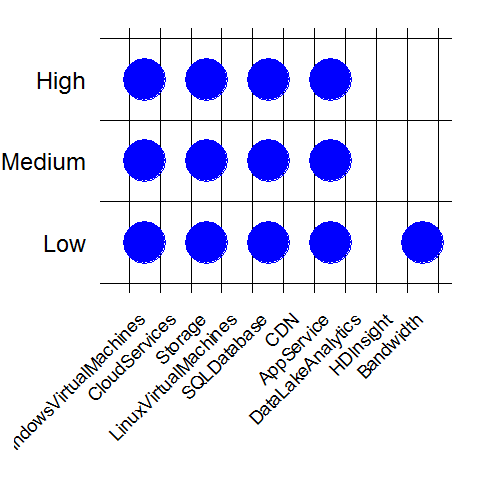 High
Medium
Low
ndowsVirtualMachines
CloudServices
Storage
LinuxVirtualMachines
SQLDatabase
CDN
AppService
DataLakeAnalytics
HDInsight
Bandwidth